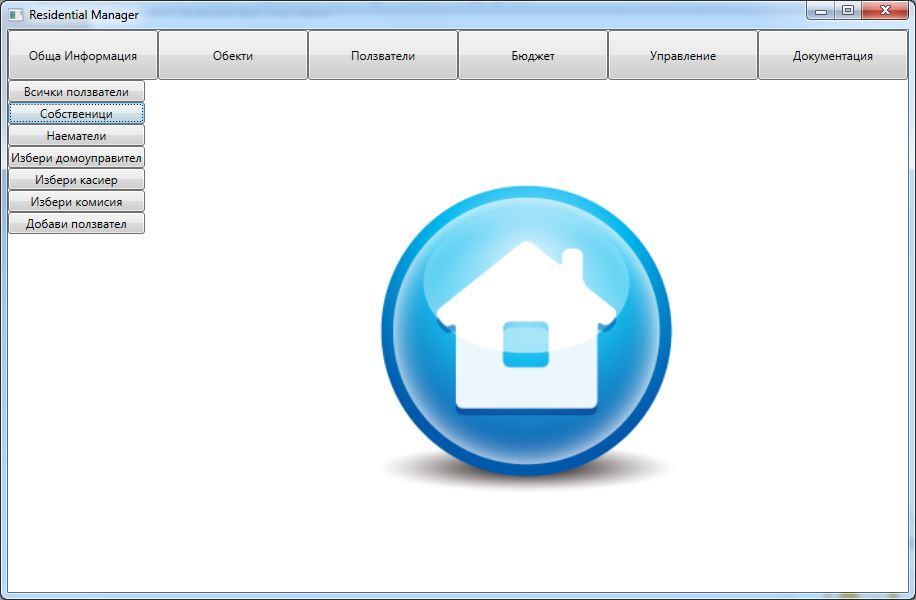 Residential Manager
Обща Информация
Обекти
Ползватели
Бюджет
Управление
Документация
Всички ползватели
Собственици
Наематели
Избери домоуправител
Избери касиер
Избери комисия
Добави ползвател